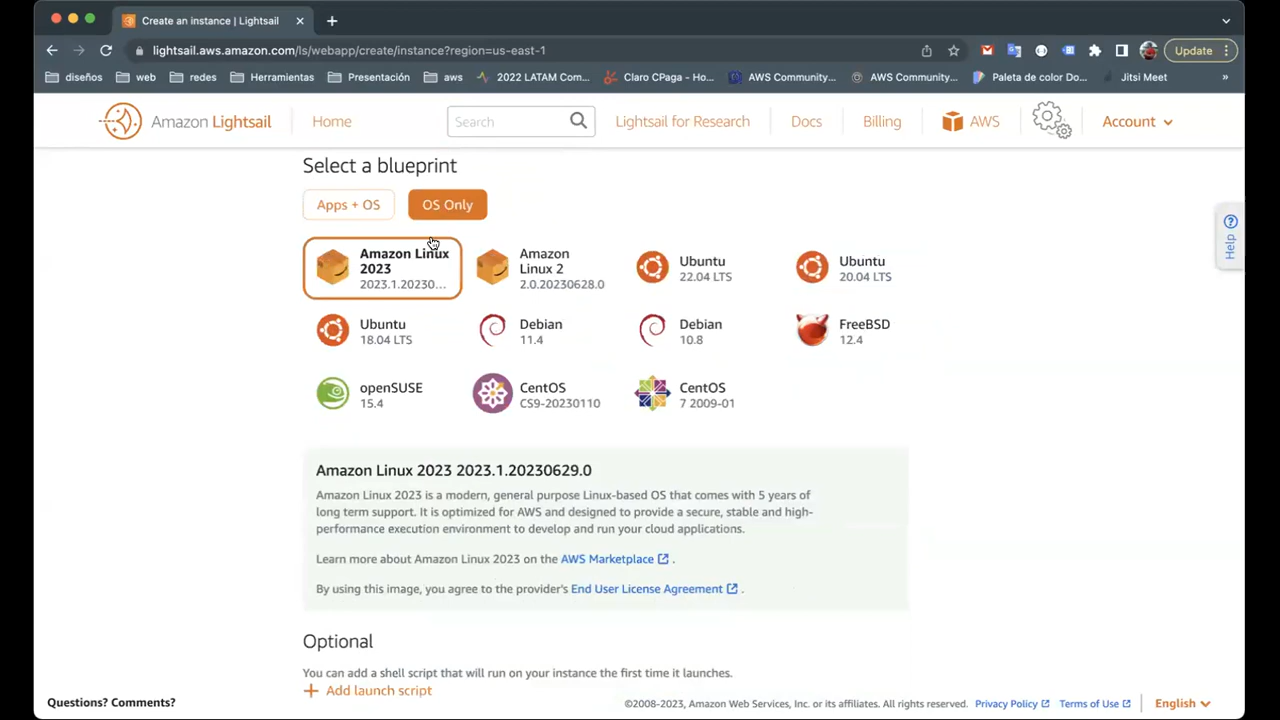 Create an instance | Lightsail
lightsail.aws.amazon.com/ls/webapp/create/instance?region=us-east-1
Update
diseños web redes Herramientas Presentación aws 2022 LATAM Com... Claro CPaga - Ho... AWS Community... AWS Community... Paleta de color Do... Jitsi Meet »
Amazon Lightsail Home Search Lightsail for Research Docs Billing AWS Account
Select a blueprint
Apps + OS OS Only
Amazon Linux 2023
2023.1.20230...
Amazon Linux 2
2.0.20230628.0
Ubuntu
22.04 LTS
Ubuntu
20.04 LTS
Ubuntu
18.04 LTS
Debian
11.4
Debian
10.8
FreeBSD
12.4
openSUSE
15.4
CentOS
CS9-20230110
CentOS
7 2009-01
Help
Amazon Linux 2023 2023.1.20230629.0
Amazon Linux 2023 is a modern, general purpose Linux-based OS that comes with 5 years of
long term support. It is optimized for AWS and designed to provide a secure, stable and high-
performance execution environment to develop and run your cloud applications.
Learn more about Amazon Linux 2023 on the AWS Marketplace .
By using this image, you agree to the provider's End User License Agreement .
Optional
You can add a shell script that will run on your instance the first time it launches.
+ Add launch script
Questions? Comments? ©2008-2023, Amazon Web Services, Inc. or its affiliates. All rights reserved. Privacy Policy Terms of Use English